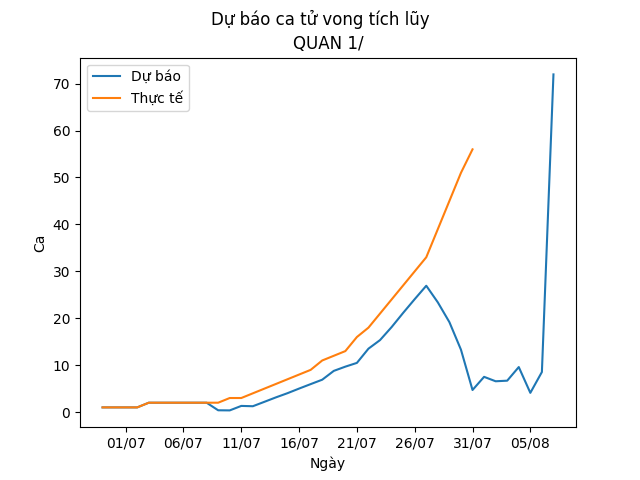 Dự báo ca tử vong tích lũy
QUAN 1/
Dự báo
Thực tế
70
60
50
40
30
20
10
0
Ca
01/07 06/07 11/07 16/07 21/07 26/07 31/07 05/08
Ngày